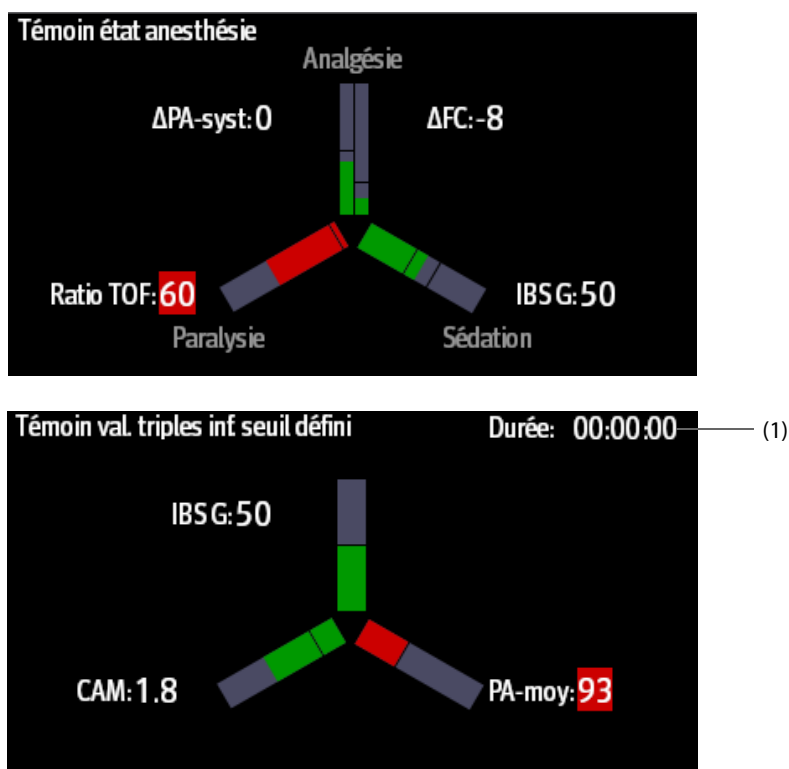 Témoin état anesthésie
Analgésie
ΔPA-syst: 0
ΔFC: -8
Ratio TOF: 60
IBS G: 50
Paralysie
Sédation
Témoin val. triples inf. seuil défini
Durée: 00:00:00
(1)
IBS G: 50
CAM: 1.8
PA-moy: 93